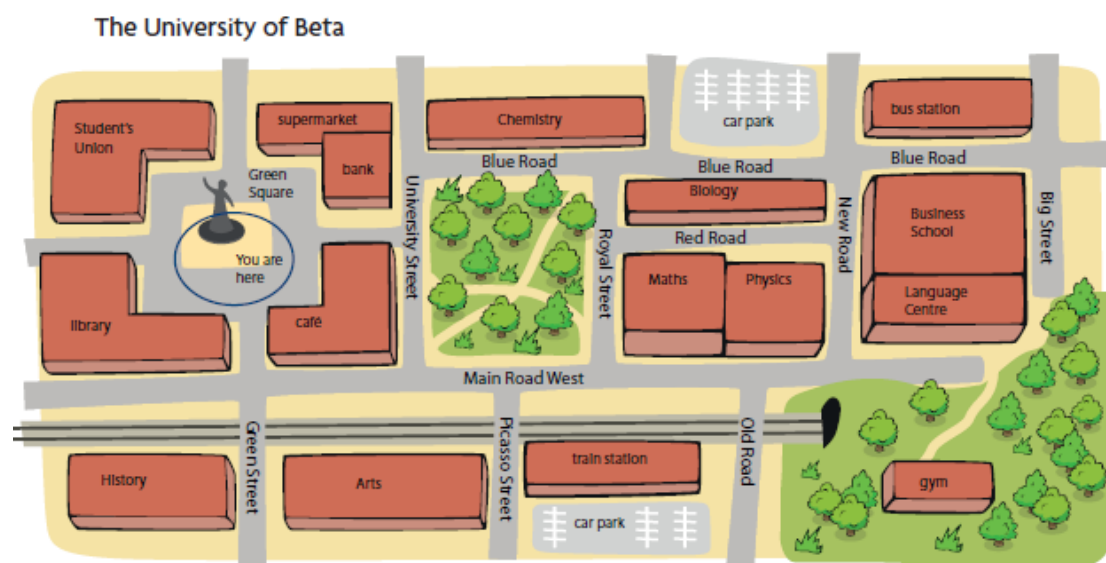 The University of Beta
Student's
Union
supermarket
bank
Chemistry
car park
bus station
Blue Road
Blue Road
Blue Road
Green
Square
You are
here
University Street
Royal Street
Biology
Red Road
New Road
Business
School
Big Street
library
café
Maths
Physics
Language
Centre
Main Road West
Green Street
Picasso Street
Old Road
History
Arts
train station
car park
gym